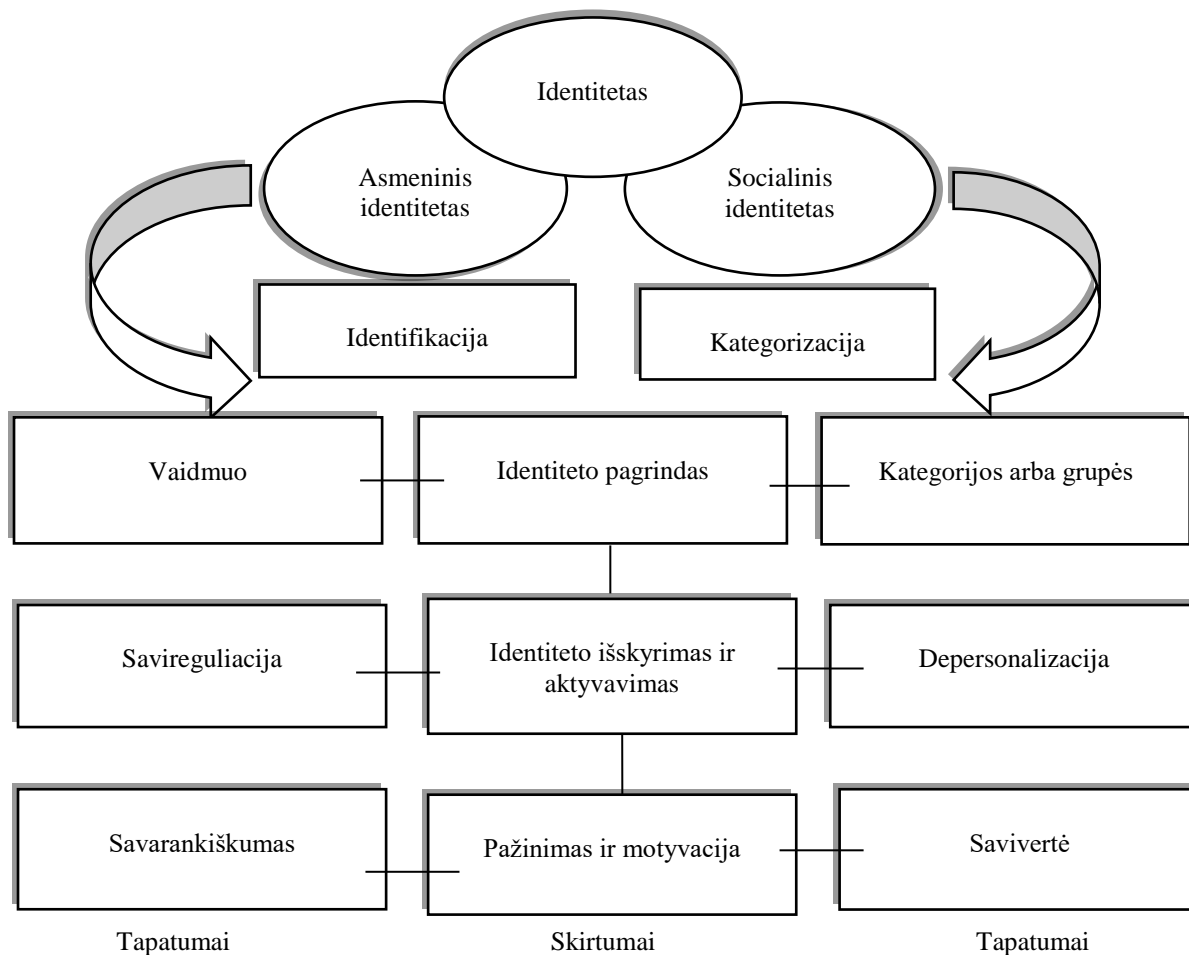 Identitetas
Asmeninis
identitetas
Socialinis
identitetas
Identifikacija
Kategorizacija
Vaidmuo
Identiteto pagrindas
Kategorijos arba grupės
Savireguliacija
Identiteto išskyrimas ir
aktyvavimas
Depersonalizacija
Savarankiškumas
Pažinimas ir motyvacija
Savivertė
Tapatumai
Skirtumai
Tapatumai